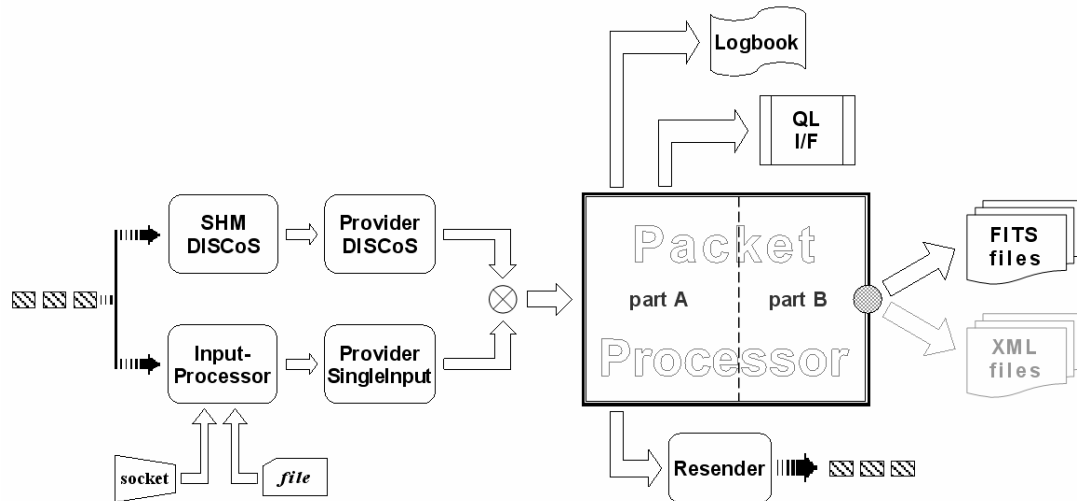 Logbook
QL
I/F
SHM
DISCoS
Provider
DISCoS
Packet
part A
part B
Processor
FITS
files
XML
files
Input-
Processor
Provider
SingleInput
socket
file
Resender